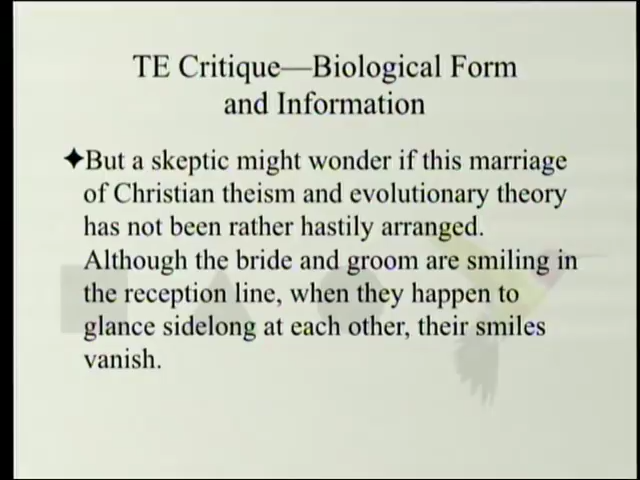 TE Critique—Biological Form
and Information
✦But a skeptic might wonder if this marriage
of Christian theism and evolutionary theory
has not been rather hastily arranged.
Although the bride and groom are smiling in
the reception line, when they happen to
glance sidelong at each other, their smiles
vanish.